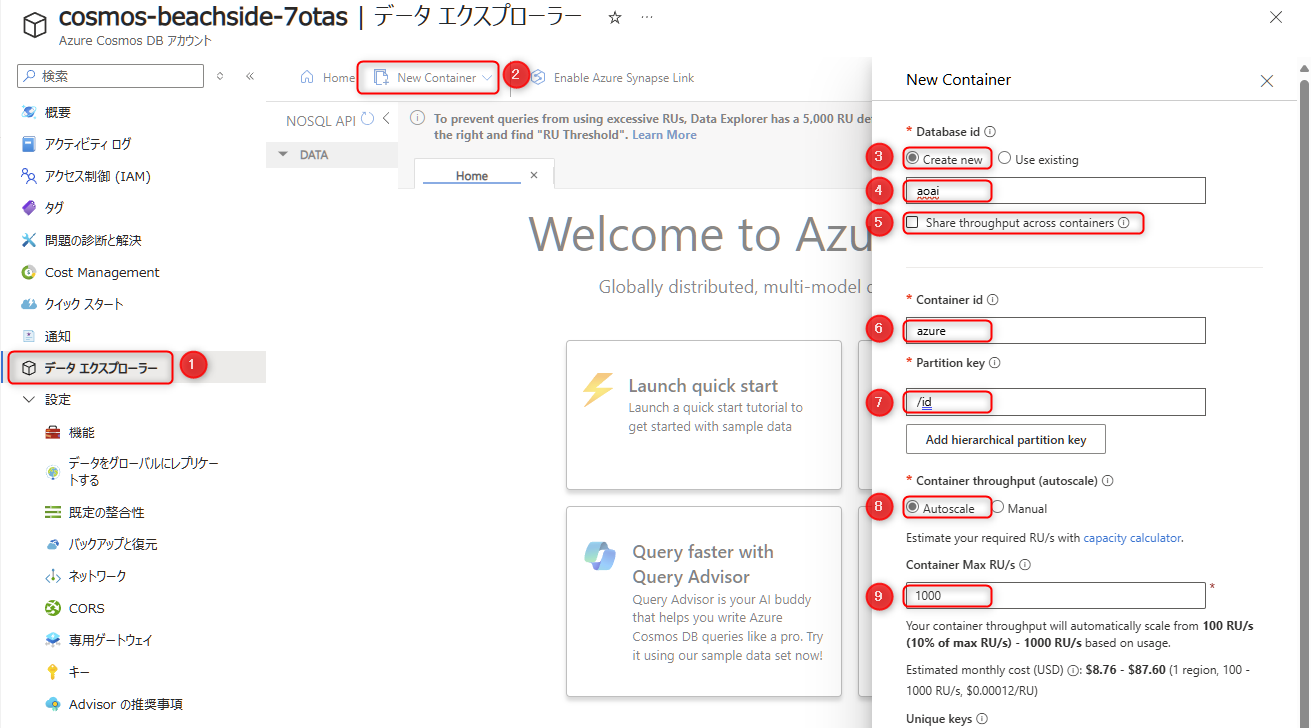 cosmos-beachside-7otas | データ エクスプローラー ☆ …
Azure Cosmos DB アカウント
検索
概要
アクティビティ ログ
アクセス制御 (IAM)
タグ
問題の診断と解決
Cost Management
クイック スタート
通知
データ エクスプローラー
1
設定
機能
データをグローバルにレプリケー
トする
既定の整合性
バックアップと復元
ネットワーク
CORS
専用ゲートウェイ
キー
Advisor の推奨事項
Home
New Container
2
Enable Azure Synapse Link
NOSQL API
DATA
To prevent queries from using excessive RUs, Data Explorer has a 5,000 RU de
the right and find "RU Threshold". Learn More
Home
Welcome to Azu
Globally distributed, multi-model
Launch quick start
Launch a quick start tutorial to
get started with sample data
Query faster with
Query Advisor
Query Advisor is your AI buddy
that helps you write Azure
Cosmos DB queries like a pro. Try
it using our sample data set now!
New Container
* Database id
3
Create new Use existing
4
aoai
5
Share throughput across containers
* Container id
6
azure
* Partition key
7
/id
Add hierarchical partition key
* Container throughput (autoscale)
8
Autoscale Manual
Estimate your required RU/s with capacity calculator.
Container Max RU/s
9
1000 *
Your container throughput will automatically scale from 100 RU/s
(10% of max RU/s) - 1000 RU/s based on usage.
Estimated monthly cost (USD) : $8.76 - $87.60 (1 region, 100 -
1000 RU/s, $0.00012/RU)
Unique keys